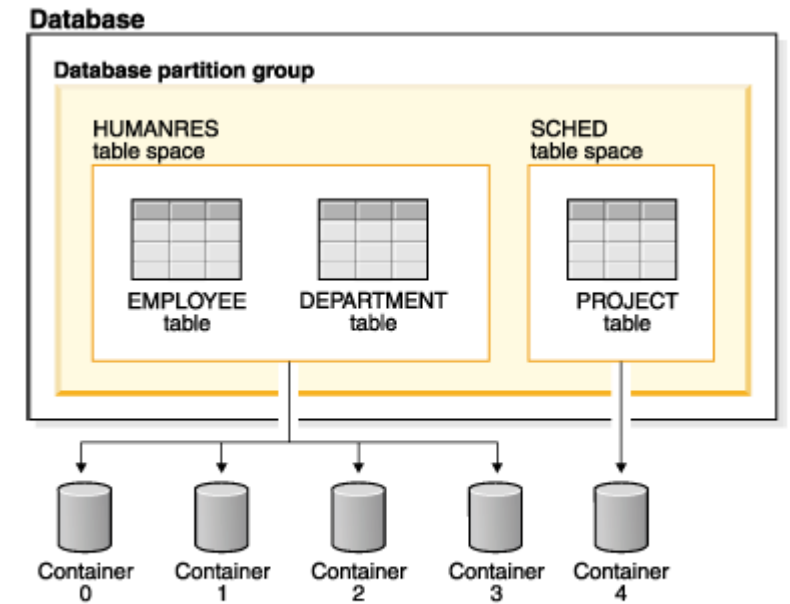 Database
Database partition group
HUMANRES
table space
SCHED
table space
EMPLOYEE
table
DEPARTMENT
table
PROJECT
table
Container
0
Container
1
Container
2
Container
3
Container
4